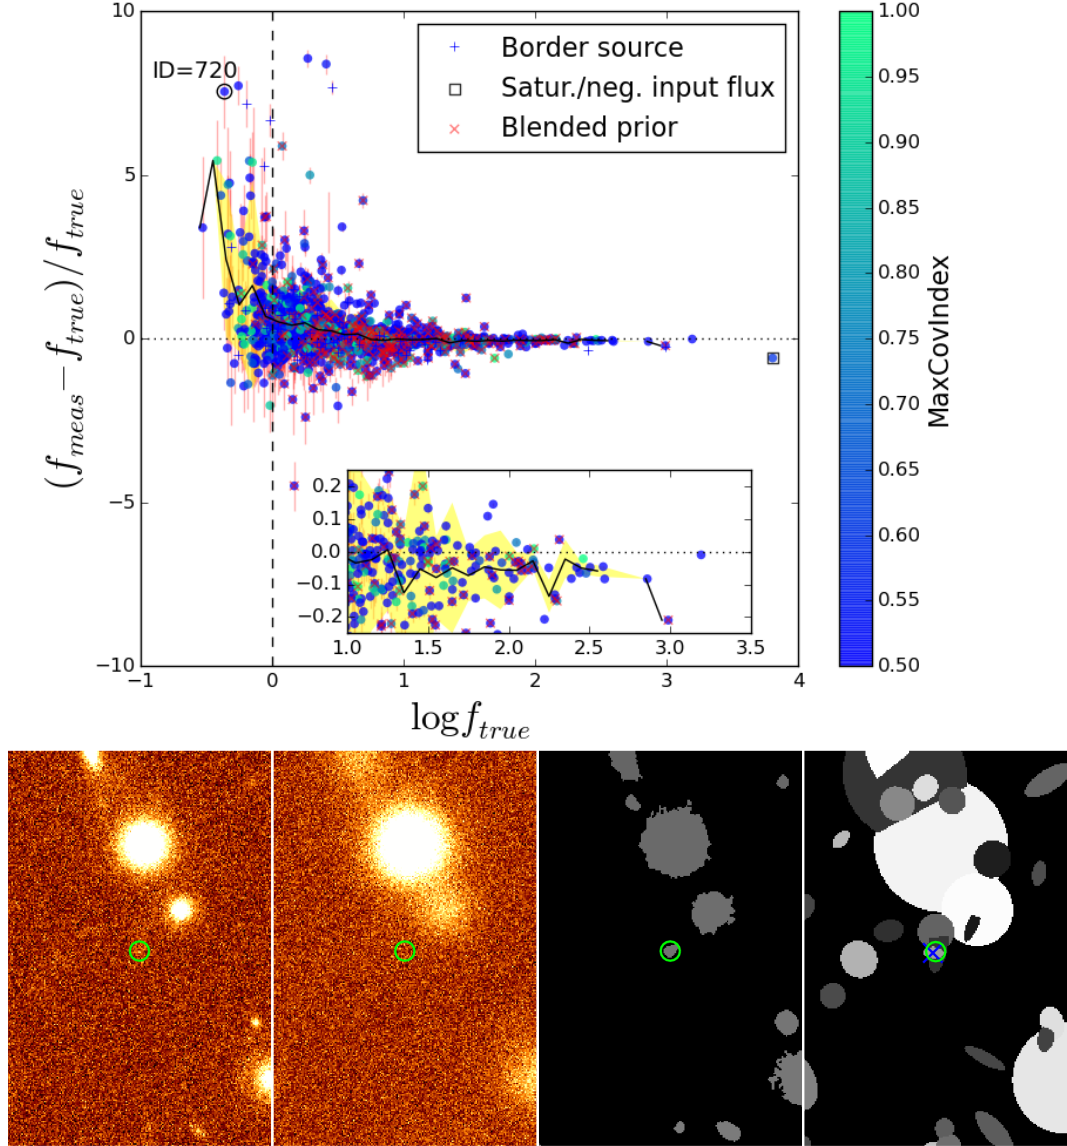 10
5
0
−5
−10
(f_meas − f_true)/f_true
ID=720
Border source
Satur./neg. input flux
Blended prior
0.2
0.1
0.0
−0.1
−0.2
1.0 1.5 2.0 2.5 3.0 3.5
−1 0 1 2 3 4
log f_true
1.00
0.95
0.90
0.85
0.80
0.75
0.70
0.65
0.60
0.55
0.50
MaxCovIndex